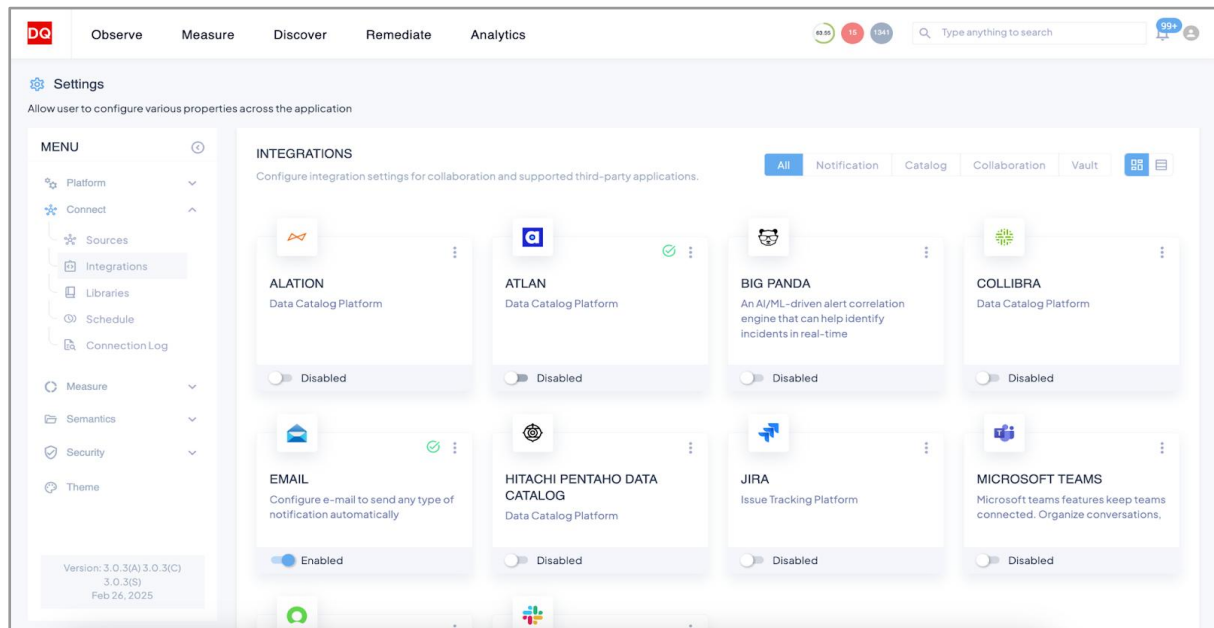 DQ
Observe
Measure
Discover
Remediate
Analytics
63.55
15
1341
Type anything to search
99+
Settings
Allow user to configure various properties across the application
MENU
Platform
Connect
Sources
Integrations
Libraries
Schedule
Connection Log
Measure
Semantics
Security
Theme
Version: 3.0.3(A) 3.0.3(C)
3.0.3(S)
Feb 26, 2025
INTEGRATIONS
Configure integration settings for collaboration and supported third-party applications.
All
Notification
Catalog
Collaboration
Vault
ALATION
Data Catalog Platform
Disabled
ATLAN
Data Catalog Platform
Disabled
BIG PANDA
An AI/ML-driven alert correlation
engine that can help identify
incidents in real-time
Disabled
COLLIBRA
Data Catalog Platform
Disabled
EMAIL
Configure e-mail to send any type of
notification automatically
Enabled
HITACHI PENTAHO DATA
CATALOG
Data Catalog Platform
Disabled
JIRA
Issue Tracking Platform
Disabled
MICROSOFT TEAMS
Microsoft teams features keep teams
connected. Organize conversations,
Disabled